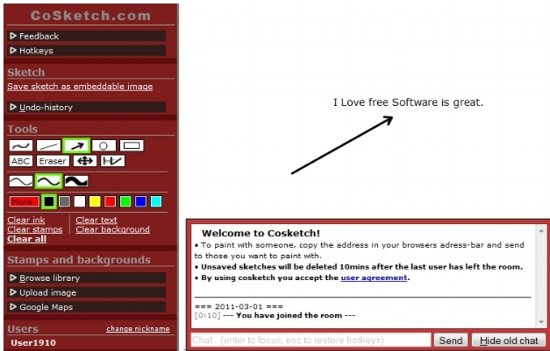 CoSketch.com
Feedback
Hotkeys
Sketch
Save sketch as embeddable image
Undo-history
Tools
ABC Eraser
More
Clear ink Clear text
Clear stamps Clear background
Clear all
Stamps and backgrounds
Browse library
Upload image
Google Maps
Users change nickname
User1910
I Love free Software is great.
Welcome to Cosketch!
• To paint with someone, copy the address in your browsers adress-bar and send
to those you want to paint with.
• Unsaved sketches will be deleted 10mins after the last user has left the room.
• By using cosketch you accept the user agreement.
=== 2011-03-01 ===
[0:10] --- You have joined the room ---
Chat.. (enter to focus, esc to restore hotkeys) Send Hide old chat